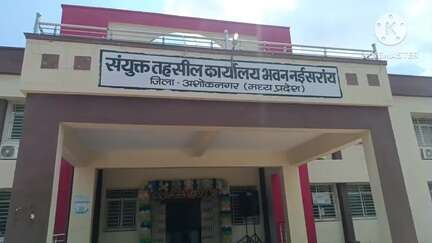 संयुक्त तहसील कार्यालय भवन नईसराय
जिला - अशोकनगर (मध्य प्रदेश)